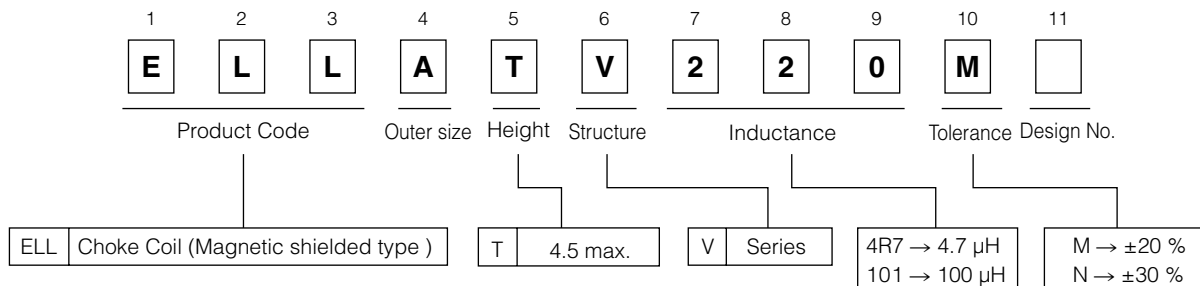 1 2 3 4 5 6 7 8 9 10 11
E L L A T V 2 2 0 M
Product Code Outer size Height Structure Inductance Tolerance Design No.
ELL Choke Coil (Magnetic shielded type ) T 4.5 max. V Series 4R7 → 4.7 µH M → ±20 %
101 → 100 µH N → ±30 %